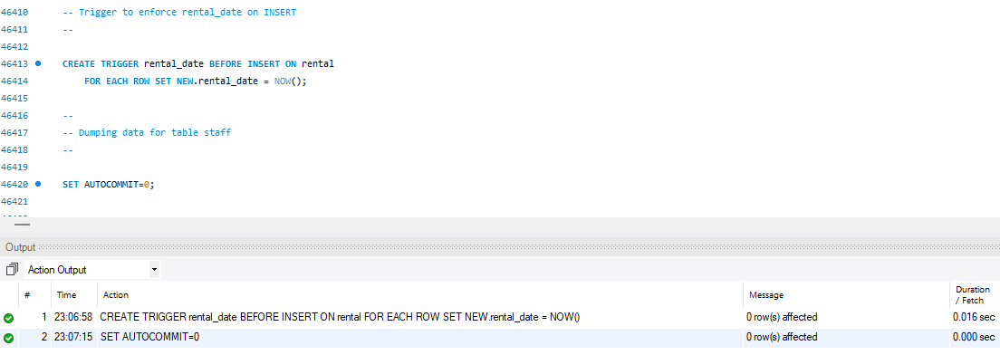 46410 -- Trigger to enforce rental_date on INSERT
46411 --
46412
46413 CREATE TRIGGER rental_date BEFORE INSERT ON rental
46414 FOR EACH ROW SET NEW.rental_date = NOW();
46415
46416 --
46417 -- Dumping data for table staff
46418 --
46419
46420 SET AUTOCOMMIT=0;
46421
Output
Action Output
# Time Action Message Duration / Fetch
1 23:06:58 CREATE TRIGGER rental_date BEFORE INSERT ON rental FOR EACH ROW SET NEW.rental_date = NOW() 0 row(s) affected 0.016 sec
2 23:07:15 SET AUTOCOMMIT=0 0 row(s) affected 0.000 sec